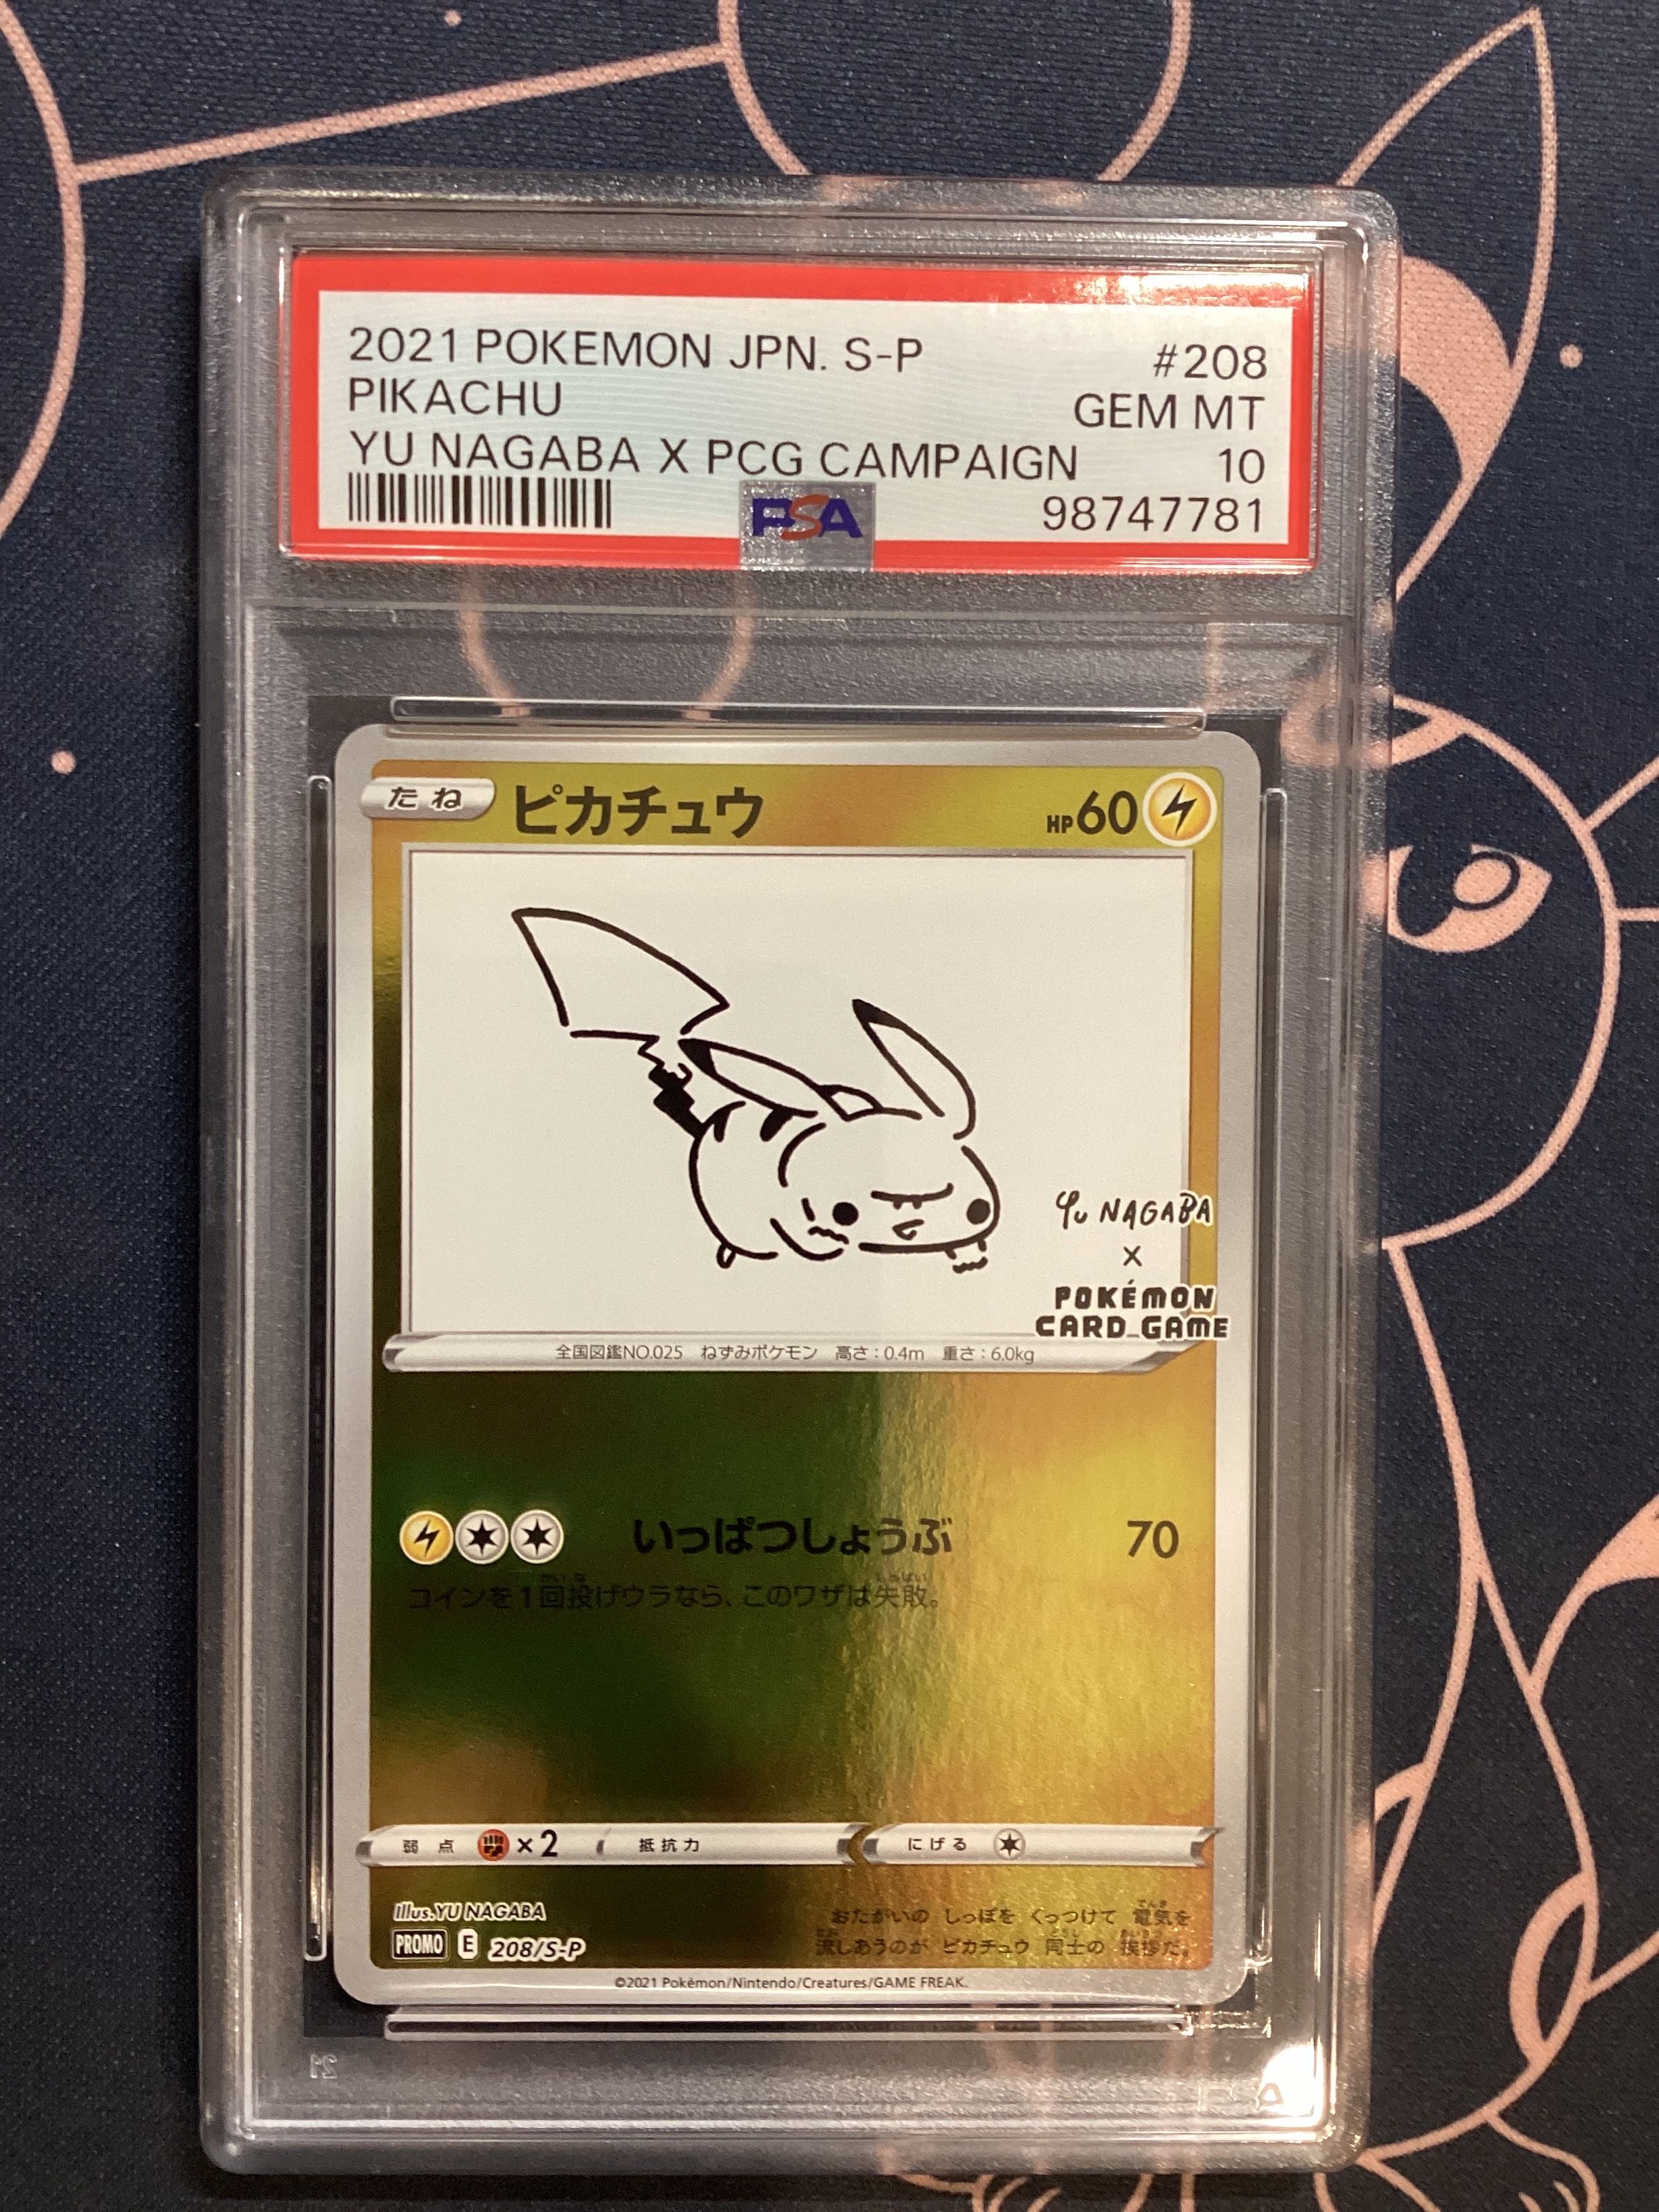 2021 POKEMON JPN. S-P #208
PIKACHU GEM MT
YU NAGABA X PCG CAMPAIGN 10
PSA 98747781
たね ピカチュウ HP60
YU NAGABA
X
POKÉMON
CARD GAME
全国図鑑NO.025 ねずみポケモン 高さ:0.4m 重さ:6.0kg
いっぱつしょうぶ 70
コインを1回投げウラなら、このワザは失敗。
弱点 ×2 抵抗力 にげる
Illus.YU NAGABA
PROMO E 208/S-P
おたがいの しっぽを くっつけて 電気を
流しあうのが ピカチュウ 同士の 挨拶だ。
©2021 Pokémon/Nintendo/Creatures/GAME FREAK.